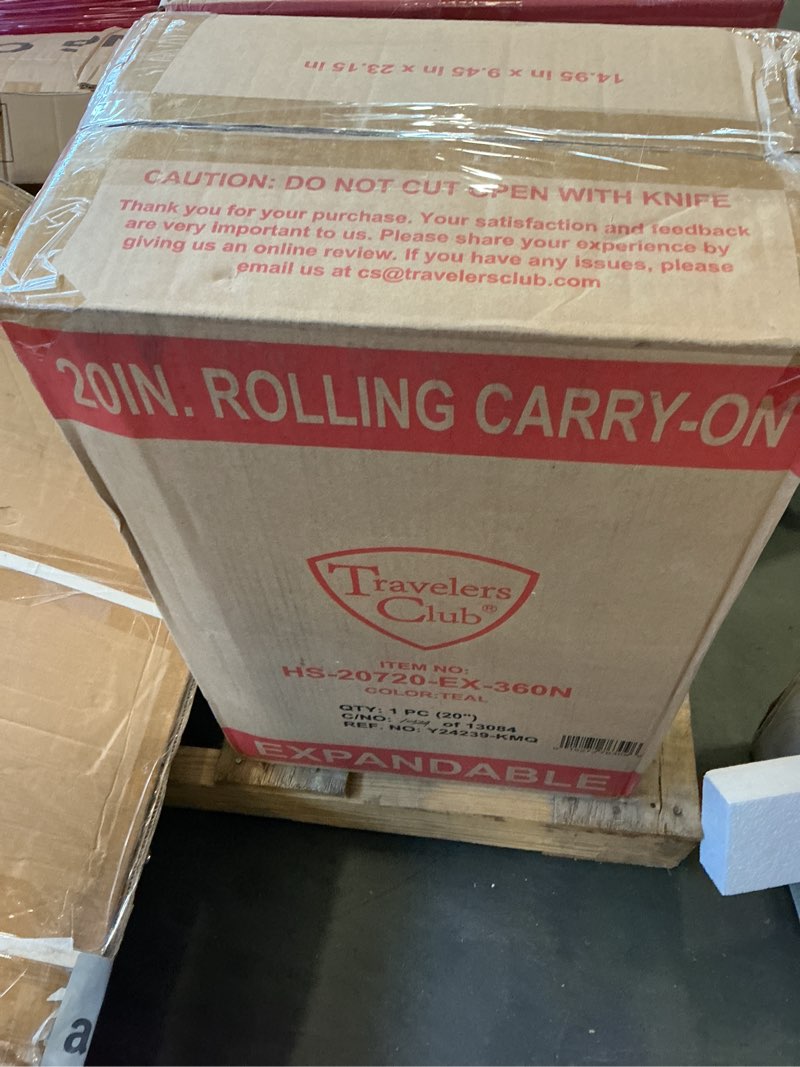 14.95 in x 9.45 in x 23.15 in
CAUTION: DO NOT CUT OPEN WITH KNIFE
Thank you for your purchase. Your satisfaction and feedback
are very important to us. Please share your experience by
giving us an online review. If you have any issues, please
email us at cs@travelersclub.com
20IN. ROLLING CARRY-ON
Travelers
Club®
ITEM NO:
HS-20720-EX-360N
COLOR:TEAL
QTY: 1 PC (20")
C/NO: of 13084
REF. NO: Y24239-KMQ
EXPANDABLE
a